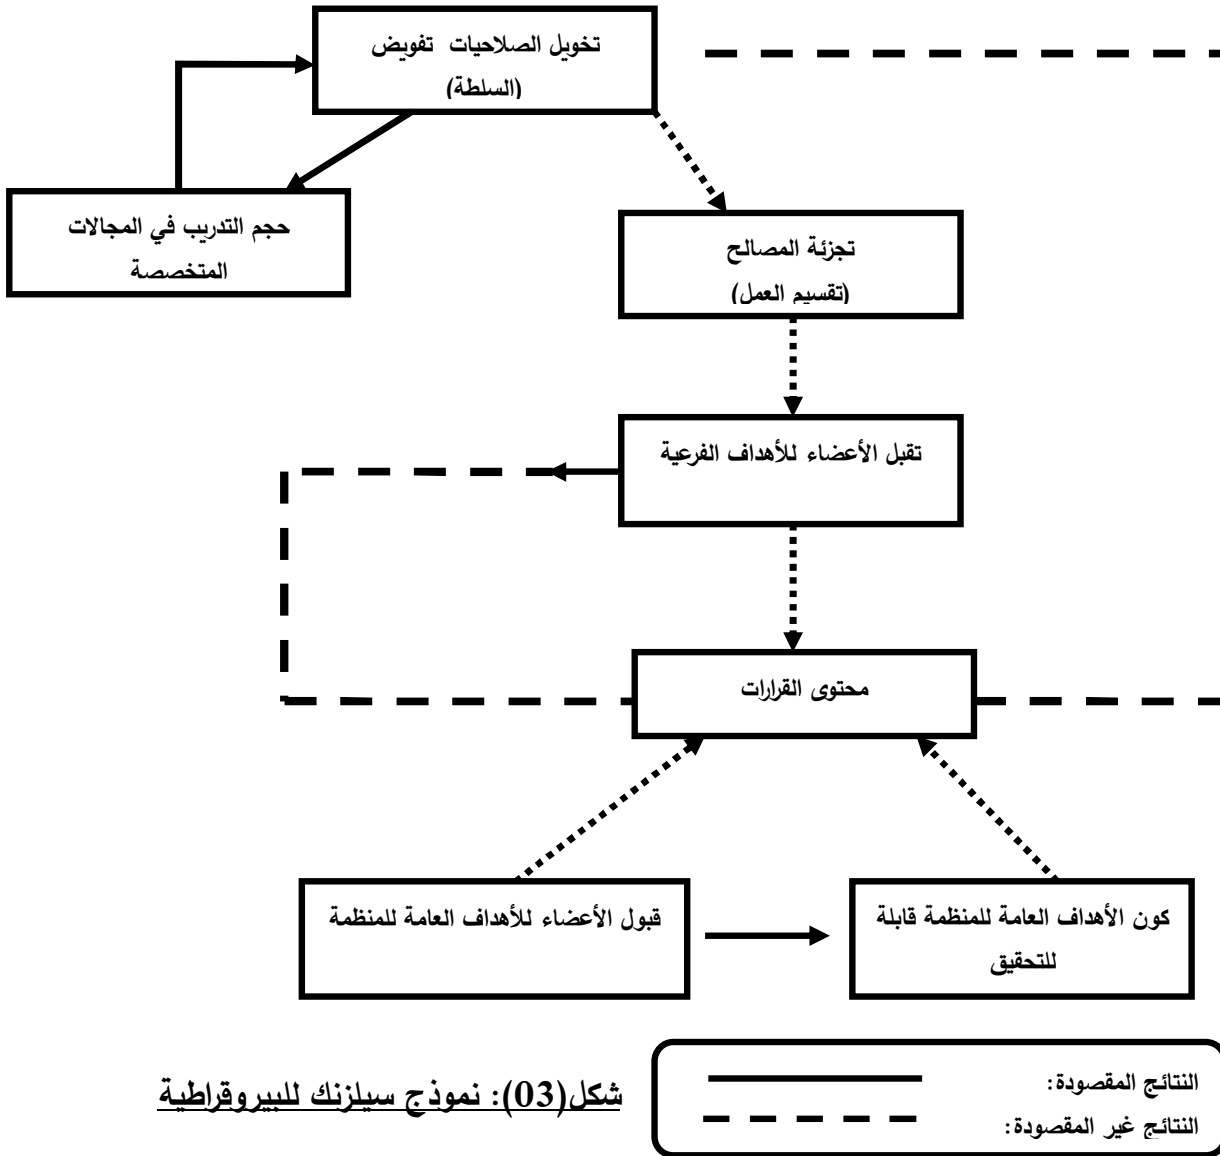 تخويل الصلاحيات تفويض
(السلطة)
حجم التدريب في المجالات
المتخصصة
تجزئة المصالح
(تقسيم العمل)
تقبل الأعضاء للأهداف الفرعية
محتوى القرارات
قبول الأعضاء للأهداف العامة للمنظمة
كون الأهداف العامة للمنظمة قابلة
للتحقيق
النتائج المقصودة:
النتائج غير المقصودة:
شكل(03): نموذج سيلزنك للبيروقراطية